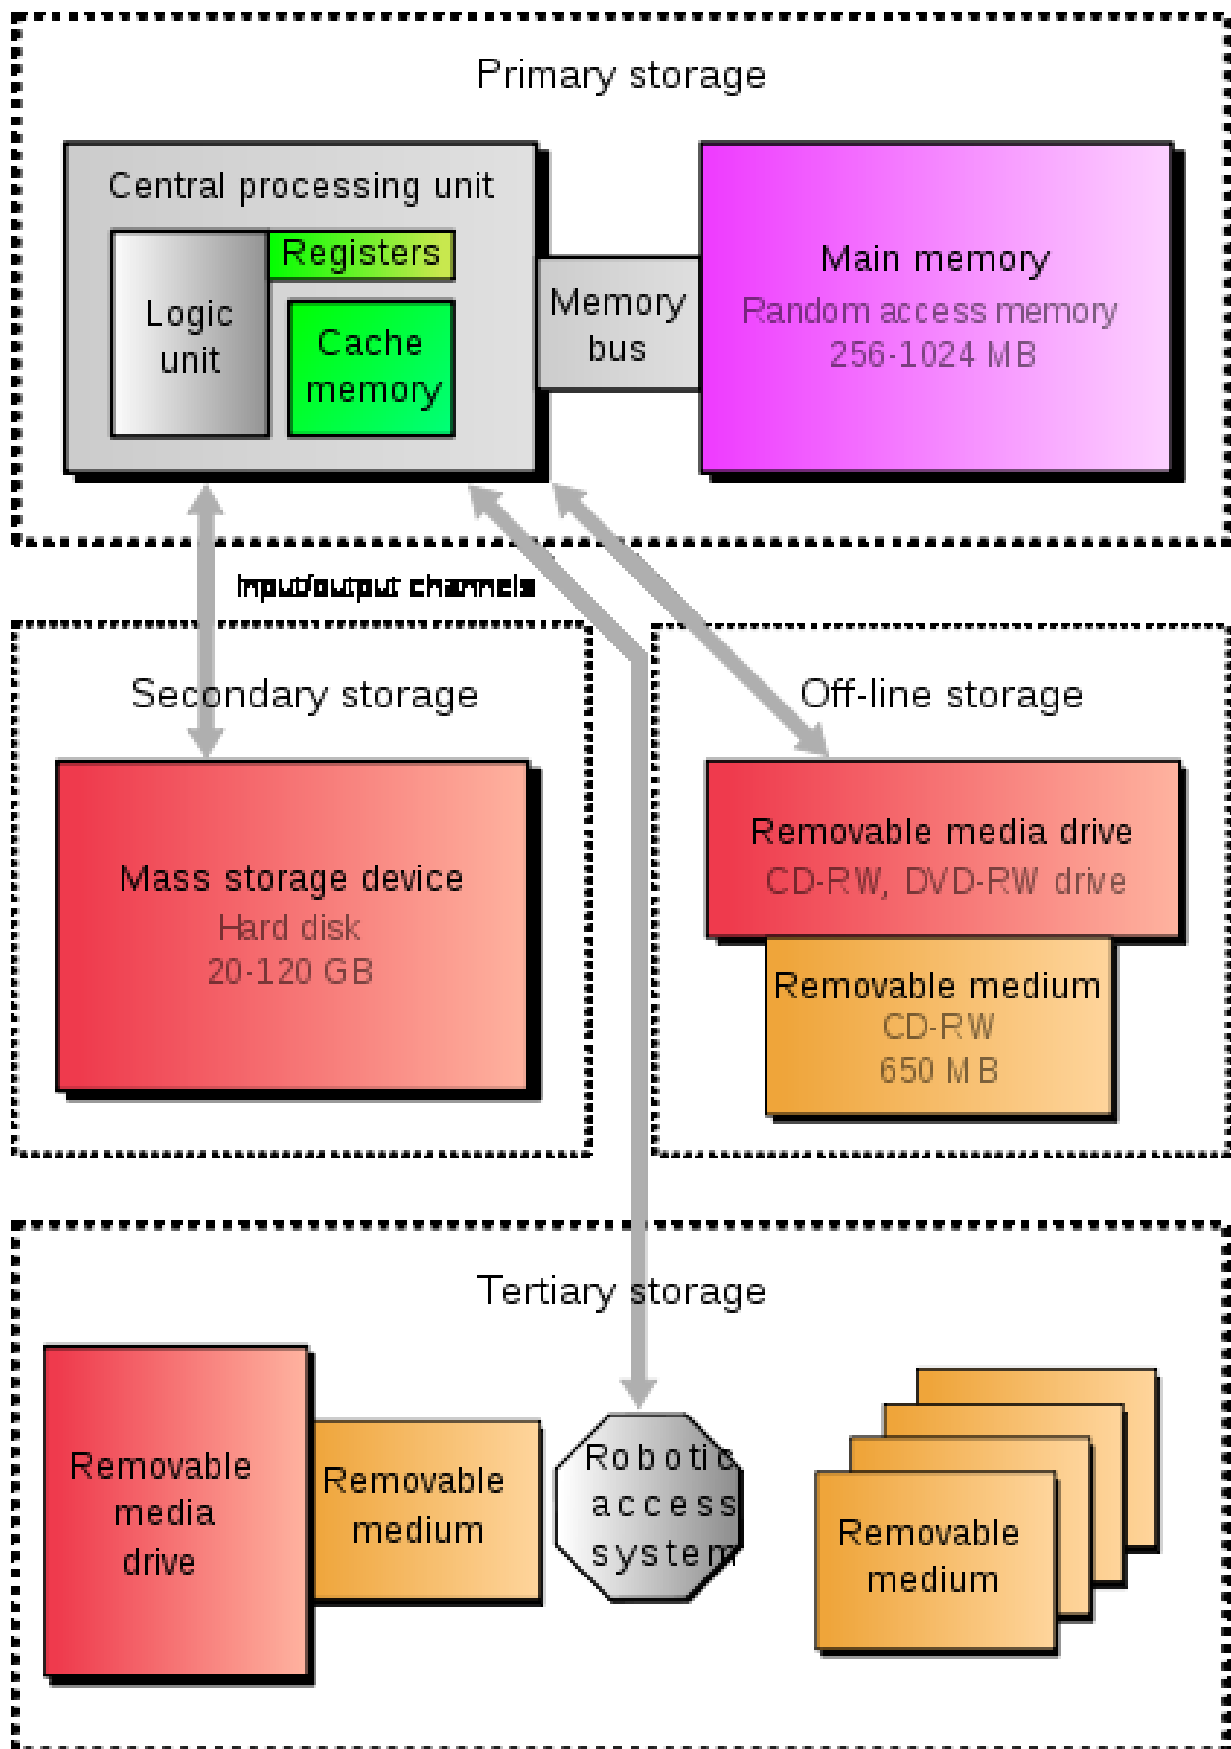 Primary storage
Central processing unit
Registers
Logic
unit
Cache
memory
Memory
bus
Main memory
Random access memory
256-1024 MB
Input/output channels
Secondary storage
Mass storage device
Hard disk
20-120 GB
Off-line storage
Removable media drive
CD-RW, DVD-RW drive
Removable medium
CD-RW
650 MB
Tertiary storage
Removable
media
drive
Removable
medium
Robotic
access
system
Removable
medium